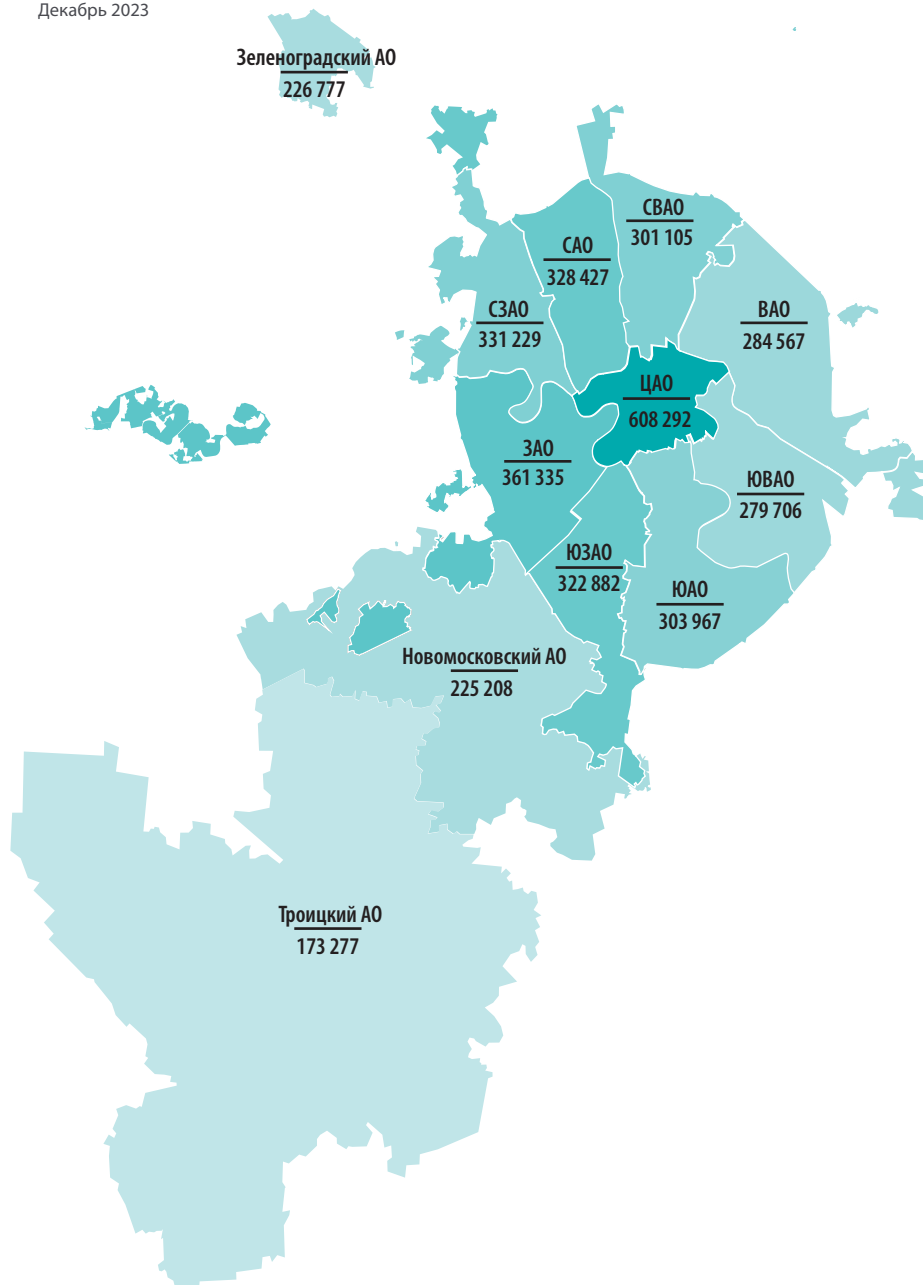 Декабрь 2023
Зеленоградский АО
226 777
СВАО
301 105
САО
328 427
СЗАО
331 229
ВАО
284 567
ЦАО
608 292
ЗАО
361 335
ЮВАО
279 706
ЮЗАО
322 882
ЮАО
303 967
Новомосковский АО
225 208
Троицкий АО
173 277